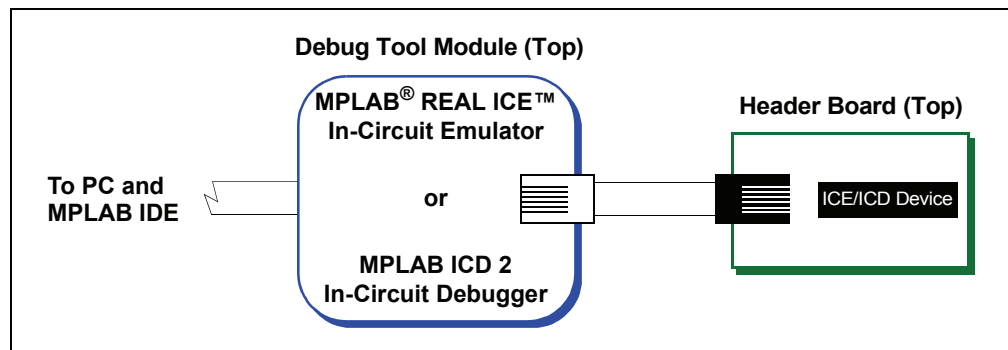 Debug Tool Module (Top)
MPLAB® REAL ICE™
In-Circuit Emulator
or
MPLAB ICD 2
In-Circuit Debugger
To PC and
MPLAB IDE
Header Board (Top)
ICE/ICD Device